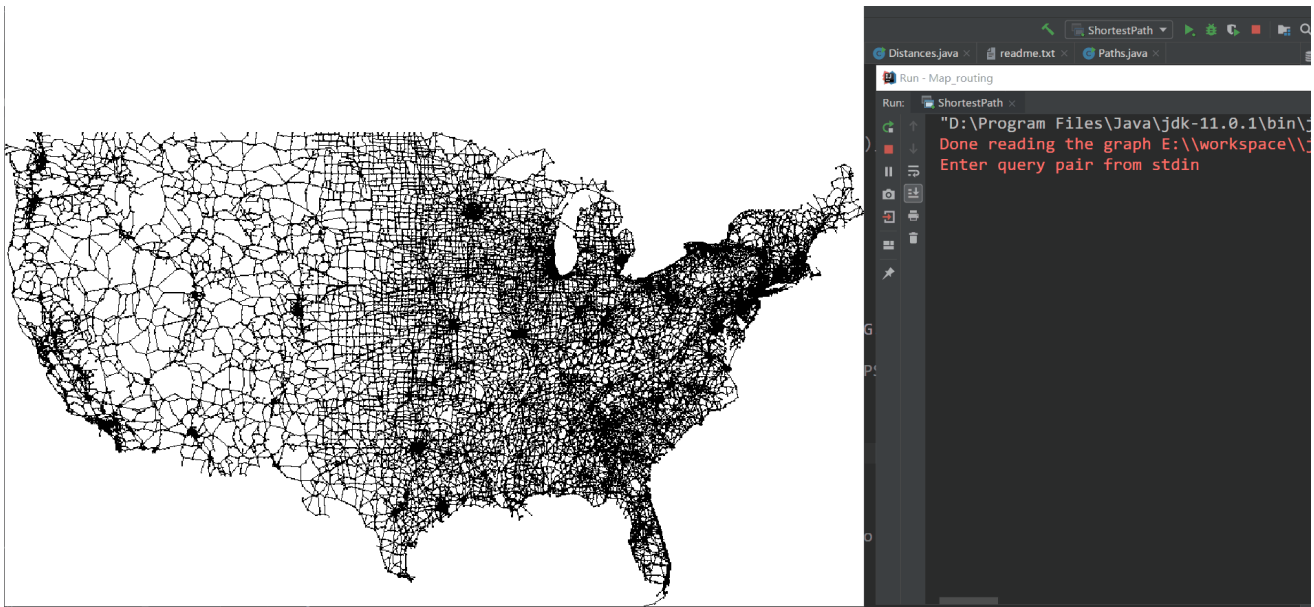 ShortestPath
Distances.java
readme.txt
Paths.java
Run - Map_routing
Run:
ShortestPath
"D:\Program Files\Java\jdk-11.0.1\bin\j
Done reading the graph E:\\workspace\\j
Enter query pair from stdin